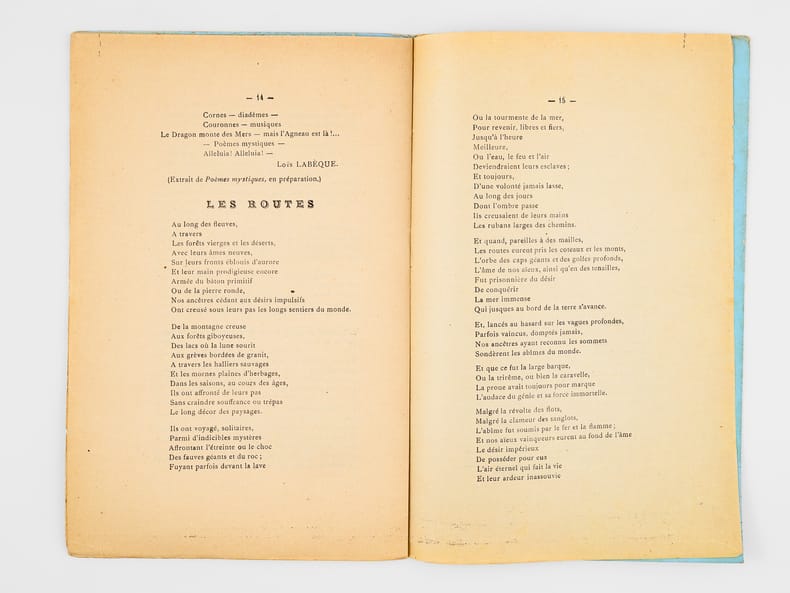 — 14 —
Cornes — diadèmes —
Couronnes — musiques
Le Dragon monte des Mers — mais l'Agneau est là !...
— Poèmes mystiques —
Alleluia ! Alleluia ! —
Loïs LABÈQUE.
(Extrait de Poèmes mystiques, en préparation.)
LES ROUTES
Au long des fleuves,
A travers
Les forêts vierges et les déserts,
Avec leurs âmes neuves,
Sur leurs fronts éblouis d'aurore
Et leur main prodigieuse encore
Armée du bâton primitif
Ou de la pierre ronde,
Nos ancêtres cédant aux désirs impulsifs
Ont creusé sous leurs pas les longs sentiers du monde.
De la montagne creuse
Aux forêts giboyeuses,
Des lacs où la lune sourit
Aux grèves bordées de granit,
A travers les halliers sauvages
Et les mornes plaines d'herbages,
Dans les saisons, au cours des âges,
Ils ont affronté de leurs pas
Sans craindre souffrance ou trépas
Le long décor des paysages.
Ils ont voyagé, solitaires,
Parmi d'indicibles mystères
Affrontant l'étreinte ou le choc
Des fauves géants et du roc ;
Fuyant parfois devant la lave
— 15 —
Ou la tourmente de la mer,
Pour revenir, libres et fiers,
Jusqu'à l'heure
Meilleure,
Ou l'eau, le feu et l'air
Deviendraient leurs esclaves ;
Et toujours,
D'une volonté jamais lasse,
Au long des jours
Dont l'ombre passe
Ils creusaient de leurs mains
Les rubans larges des chemins.
Et quand, pareilles à des mailles,
Les routes eurent pris les coteaux et les monts,
L'orbe des caps géants et des golfes profonds,
L'âme de nos aïeux, ainsi qu'en des tenailles,
Fut prisonnière du désir
De conquérir
La mer immense
Qui jusques au bord de la terre s'avance.
Et, lancés au hasard sur les vagues profondes,
Parfois vaincus, domptés jamais,
Nos ancêtres ayant reconnu les sommets
Sondèrent les abîmes du monde.
Et que ce fut la large barque,
Ou la trirème, ou bien la caravelle,
La proue avait toujours pour marque
L'audace du génie et sa force immortelle.
Malgré la révolte des flots,
Malgré la clameur des sanglots,
L'abîme fut soumis par le fer et la flamme ;
Et nos aïeux vainqueurs eurent au fond de l'âme
Le désir impérieux
De posséder pour eux
L'air éternel qui fait la vie
Et leur ardeur inassouvie